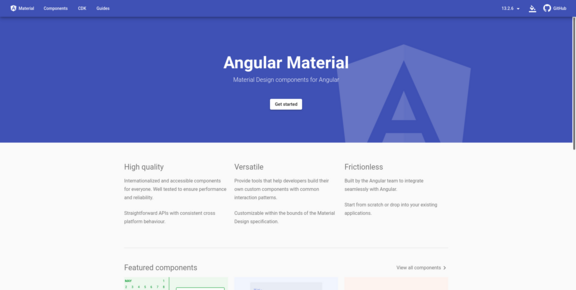 Material Components CDK Guides 13.2.6 GitHub
Angular Material
Material Design components for Angular
Get started
High quality
Internationalized and accessible components
for everyone. Well tested to ensure performance
and reliability.
Straightforward APIs with consistent cross
platform behaviour.
Versatile
Provide tools that help developers build their
own custom components with common
interaction patterns.
Customizable within the bounds of the Material
Design specification.
Frictionless
Built by the Angular team to integrate
seamlessly with Angular.
Start from scratch or drop into your existing
applications.
Featured components
View all components